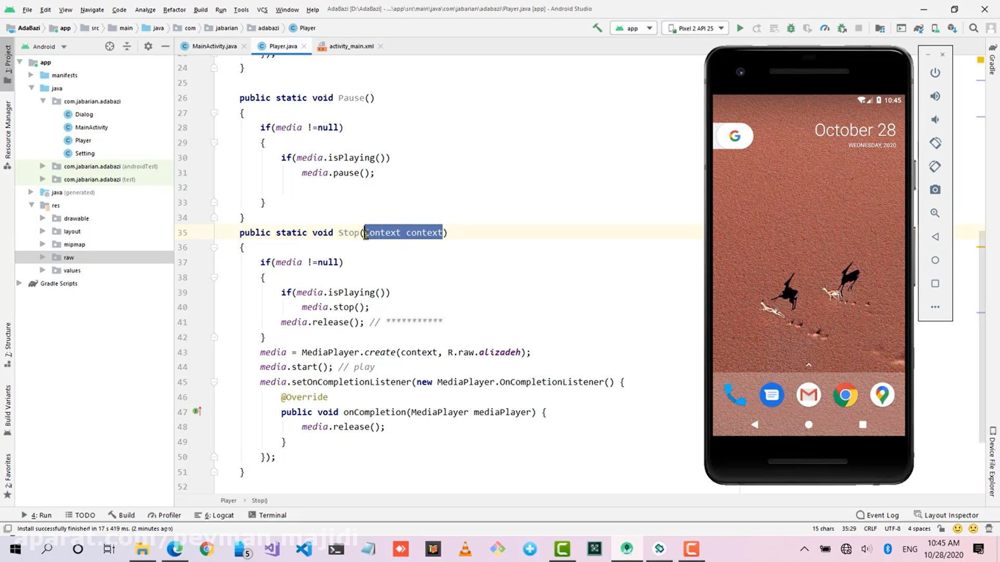 File Edit View Navigate Code Analyze Refactor Build Run Tools VCS Window Help AdaBazi [D:\AdaBazi] - ...\app\src\main\java\com\jabarian\adabazi\Player.java [app] - Android Studio
AdaBazi app src main java com jabarian adabazi Player app Pixel 2 API 25
Android MainActivity.java Player.java activity_main.xml
1: Project
Resource Manager
7: Structure
Build Variants
2: Favorites
app
manifests
java
com.jabarian.adabazi
Dialog
MainActivity
Player
Setting
com.jabarian.adabazi (androidTest)
com.jabarian.adabazi (test)
java (generated)
res
drawable
layout
mipmap
raw
values
Gradle Scripts
});
24 }
25
26 public static void Pause()
27 {
28 if(media !=null)
29 {
30 if(media.isPlaying())
31 media.pause();
32
33 }
34 }
35 public static void Stop(Context context)
36 {
37 if(media !=null)
38 {
39 if(media.isPlaying())
40 media.stop();
41 media.release(); // ***********
42 }
43 media = MediaPlayer.create(context, R.raw.alizadeh);
44 media.start(); // play
45 media.setOnCompletionListener(new MediaPlayer.OnCompletionListener() {
46 @Override
47 public void onCompletion(MediaPlayer mediaPlayer) {
48 media.release();
49 }
50 });
51 }
52
Player › Stop()
10:45
G
October 28
WEDNESDAY, 2020
Gradle
Device File Explorer
4: Run TODO Build Profiler 6: Logcat Terminal Event Log Layout Inspector
Install successfully finished in 17 s 419 ms. (2 minutes ago) 15 chars 35:29 CRLF UTF-8 4 spaces
aparat.com/peyman.majidi
5
ENG
10:45 AM
10/28/2020